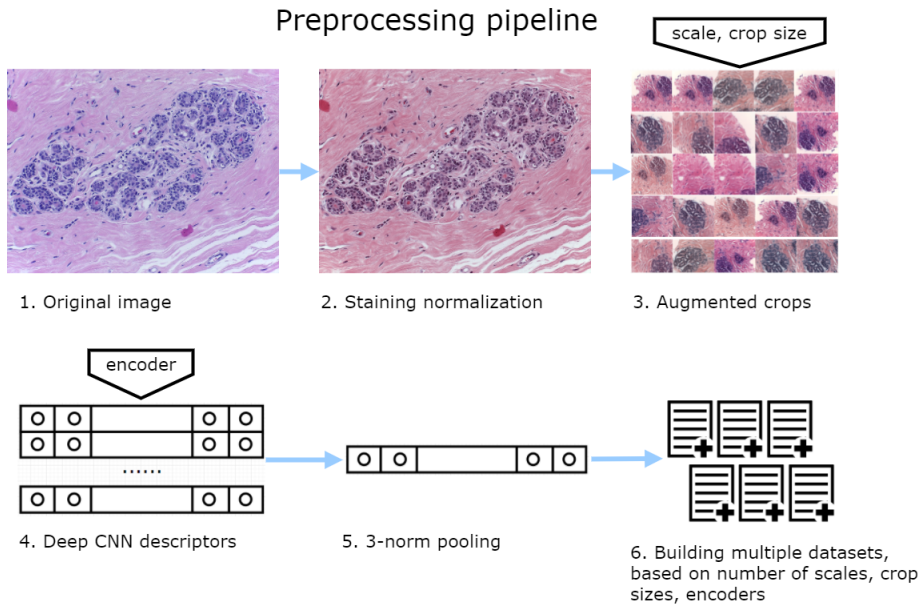 Preprocessing pipeline
scale, crop size
1. Original image
2. Staining normalization
3. Augmented crops
encoder
......
4. Deep CNN descriptors
5. 3-norm pooling
6. Building multiple datasets,
based on number of scales, crop
sizes, encoders